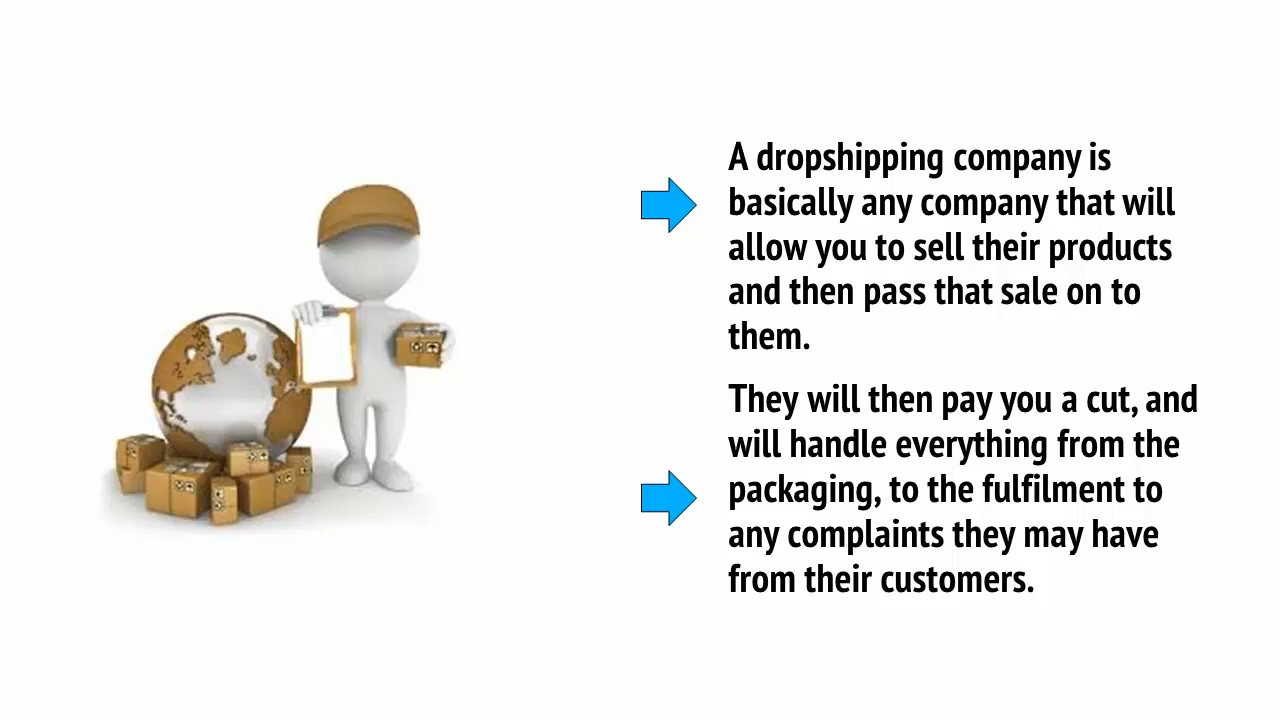 A dropshipping company is
basically any company that will
allow you to sell their products
and then pass that sale on to
them.
They will then pay you a cut, and
will handle everything from the
packaging, to the fulfilment to
any complaints they may have
from their customers.